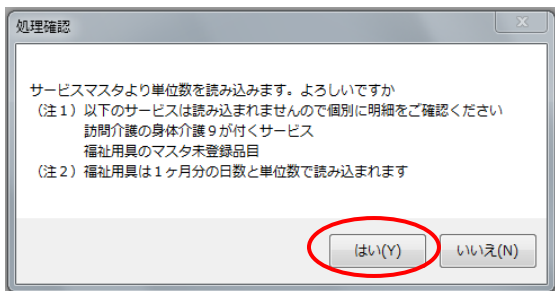 処理確認
サービスマスタより単位数を読み込みます。よろしいですか
（注１）以下のサービスは読み込まれませんので個別に明細をご確認ください
訪問介護の身体介護９が付くサービス
福祉用具のマスタ未登録品目
（注２）福祉用具は１ヶ月分の日数と単位数で読み込まれます
はい(Y) いいえ(N)